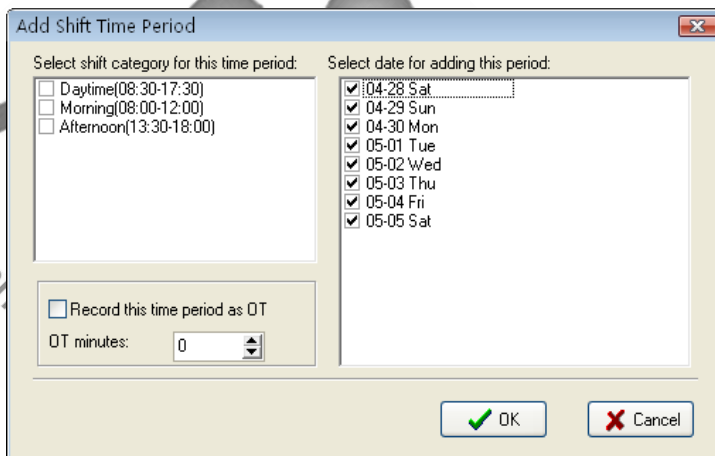 Add Shift Time Period
Select shift category for this time period:
Daytime(08:30-17:30)
Morning(08:00-12:00)
Afternoon(13:30-18:00)
Select date for adding this period:
04-28 Sat
04-29 Sun
04-30 Mon
05-01 Tue
05-02 Wed
05-03 Thu
05-04 Fri
05-05 Sat
Record this time period as OT
OT minutes:
0
OK
Cancel